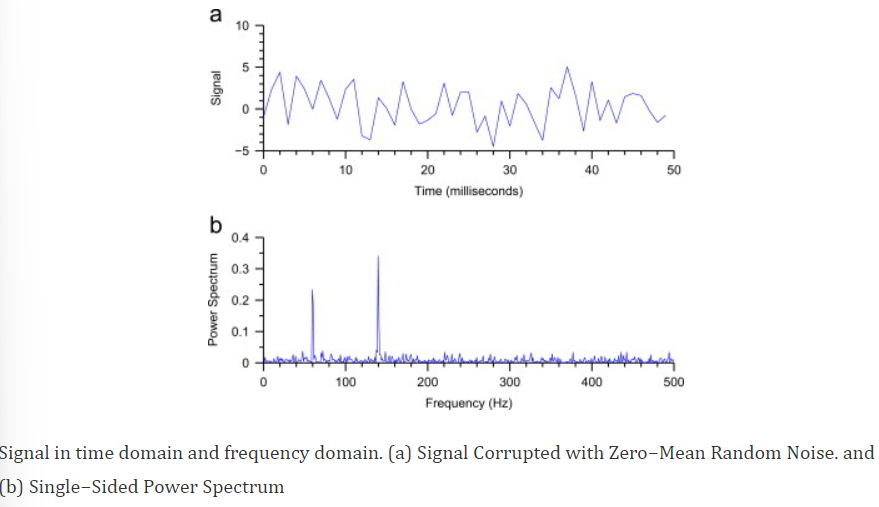 a
10
5
0
−5
Signal
0 10 20 30 40 50
Time (milliseconds)
b
0.4
0.3
0.2
0.1
0
Power Spectrum
0 100 200 300 400 500
Frequency (Hz)
Signal in time domain and frequency domain. (a) Signal Corrupted with Zero−Mean Random Noise. and
(b) Single−Sided Power Spectrum